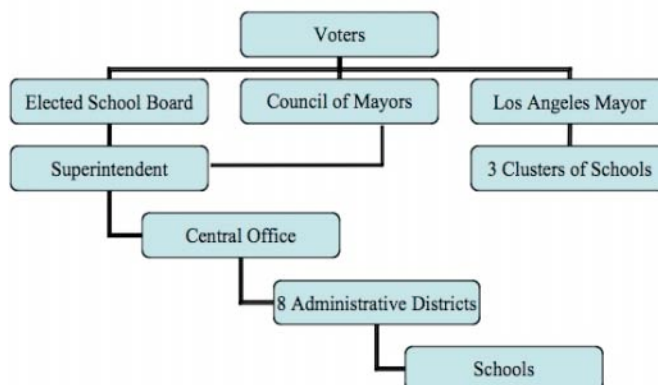 Voters
Elected School Board
Council of Mayors
Los Angeles Mayor
Superintendent
3 Clusters of Schools
Central Office
8 Administrative Districts
Schools